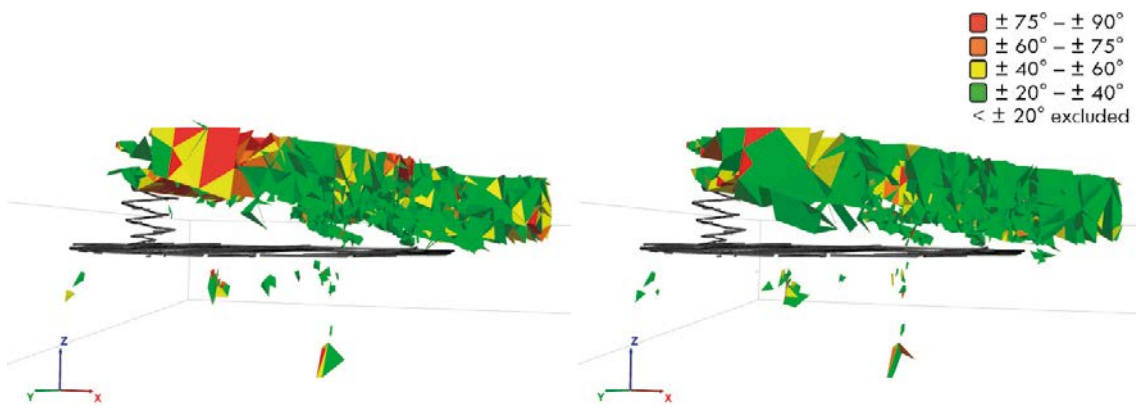 ± 75° – ± 90°
± 60° – ± 75°
± 40° – ± 60°
± 20° – ± 40°
< ± 20° excluded
Z
Y
X
Z
Y
X